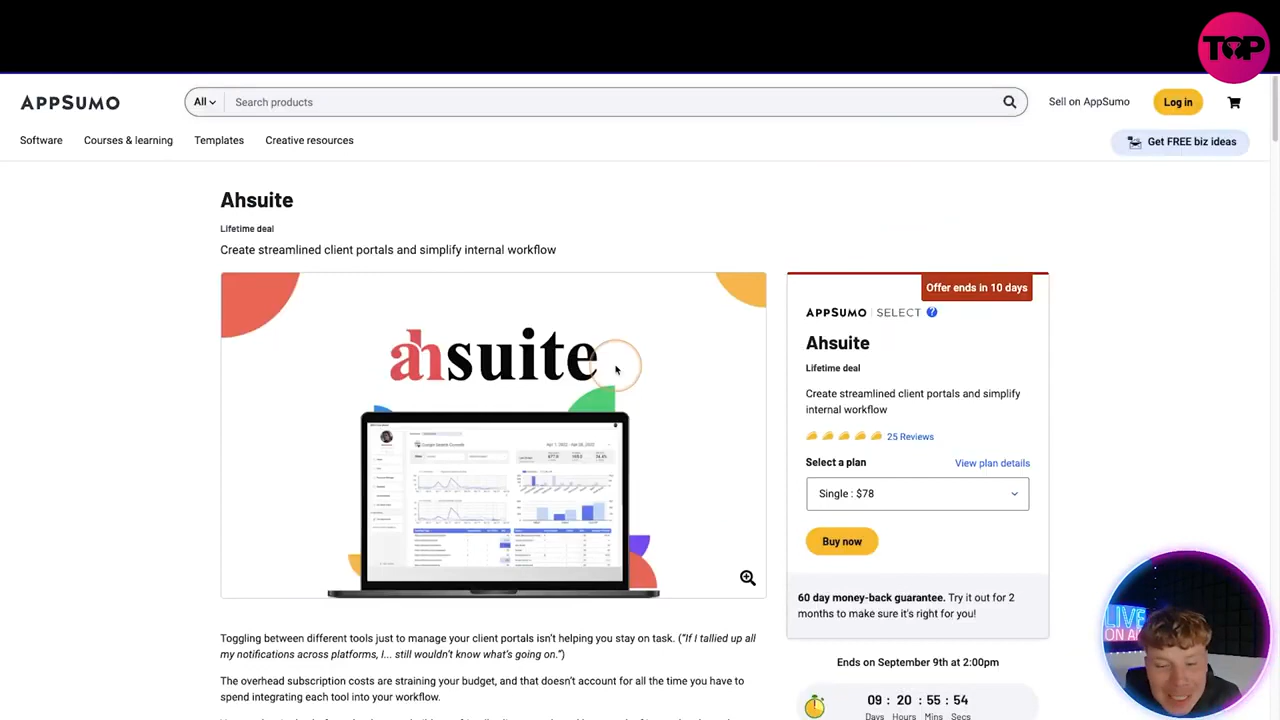 TOP
APPSUMO
All
Search products
Sell on AppSumo
Log in
Software
Courses & learning
Templates
Creative resources
Get FREE biz ideas
Ahsuite
Lifetime deal
Create streamlined client portals and simplify internal workflow
ahsuite
Toggling between different tools just to manage your client portals isn't helping you stay on task. ("If I tallied up all
my notifications across platforms, I... still wouldn't know what's going on.")
The overhead subscription costs are straining your budget, and that doesn't account for all the time you have to
spend integrating each tool into your workflow.
Offer ends in 10 days
APPSUMO | SELECT ?
Ahsuite
Lifetime deal
Create streamlined client portals and simplify
internal workflow
25 Reviews
Select a plan
View plan details
Single : $78
Buy now
60 day money-back guarantee. Try it out for 2
months to make sure it's right for you!
Ends on September 9th at 2:00pm
09 : 20 : 55 : 54
Days Hours Mins Secs
LIVE
ON A